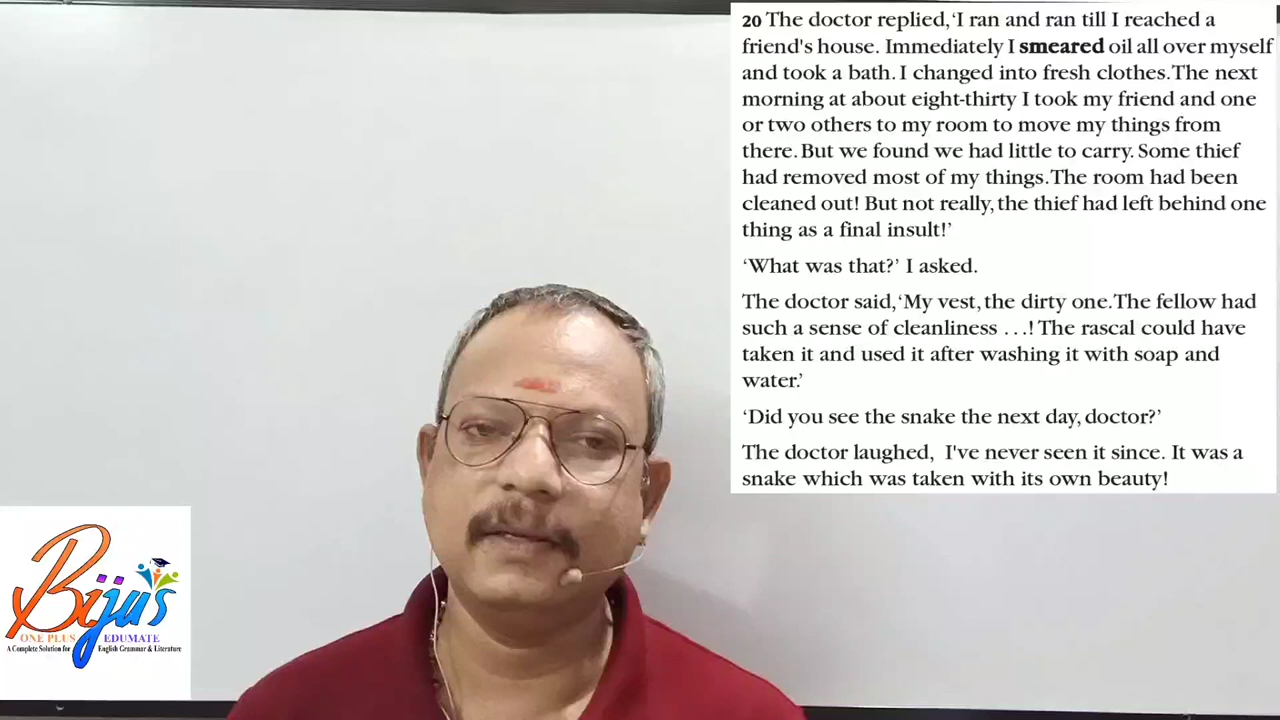 20 The doctor replied, ‘I ran and ran till I reached a
friend's house. Immediately I smeared oil all over myself
and took a bath. I changed into fresh clothes. The next
morning at about eight-thirty I took my friend and one
or two others to my room to move my things from
there. But we found we had little to carry. Some thief
had removed most of my things. The room had been
cleaned out! But not really, the thief had left behind one
thing as a final insult!’
‘What was that?’ I asked.
The doctor said, ‘My vest, the dirty one. The fellow had
such a sense of cleanliness . . .! The rascal could have
taken it and used it after washing it with soap and
water.’
‘Did you see the snake the next day, doctor?’
The doctor laughed, I've never seen it since. It was a
snake which was taken with its own beauty!
Bijus
ONE PLUS EDUMATE
A Complete Solution for English Grammar & Literature